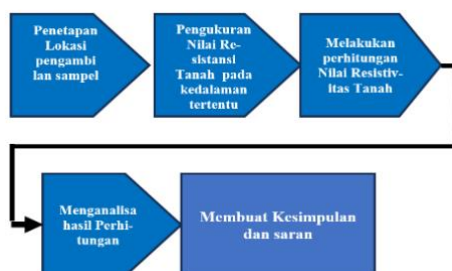 Penetapan
Lokasi
pengambi
lan sampel
Pengukuran
Nilai Re-
sistansi
Tanah pada
kedalaman
tertentu
Melakukan
perhitungan
Nilai Resistiv-
itas Tanah
Menganalisa
hasil Perhi-
tungan
Membuat Kesimpulan
dan saran